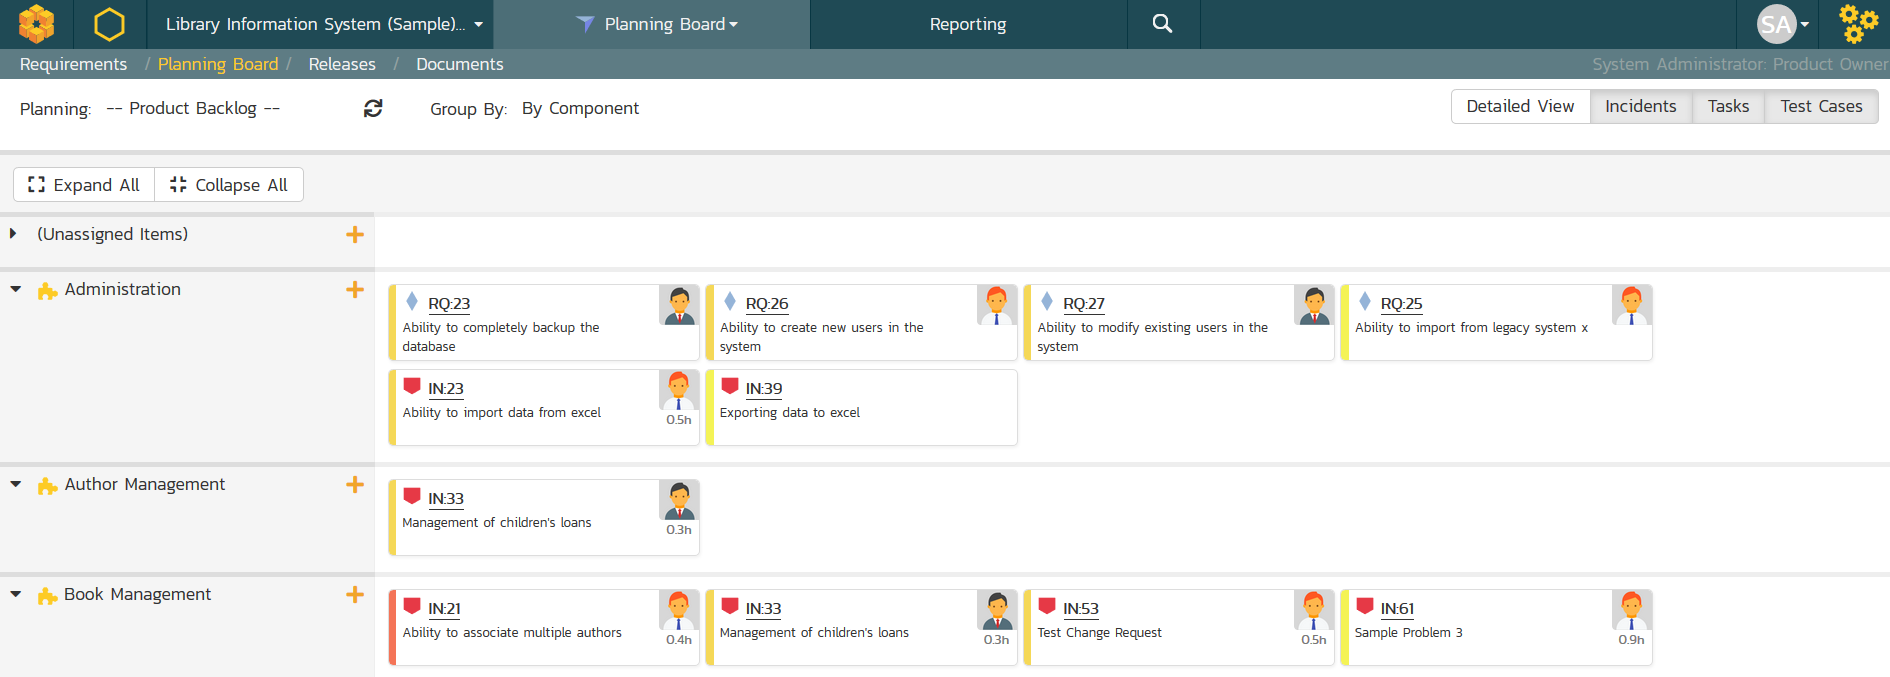 Library Information System (Sample)... Planning Board Reporting SA
Requirements / Planning Board / Releases / Documents System Administrator: Product Owner
Planning: -- Product Backlog -- Group By: By Component Detailed View Incidents Tasks Test Cases
Expand All Collapse All
(Unassigned Items)
Administration
RQ:23 RQ:26 RQ:27 RQ:25
Ability to completely backup the Ability to create new users in the Ability to modify existing users in the Ability to import from legacy system x
database system system
IN:23 IN:39
Ability to import data from excel Exporting data to excel
0.5h
Author Management
IN:33
Management of children's loans
0.3h
Book Management
IN:21 IN:33 IN:53 IN:61
Ability to associate multiple authors Management of children's loans Test Change Request Sample Problem 3
0.4h 0.3h 0.5h 0.9h